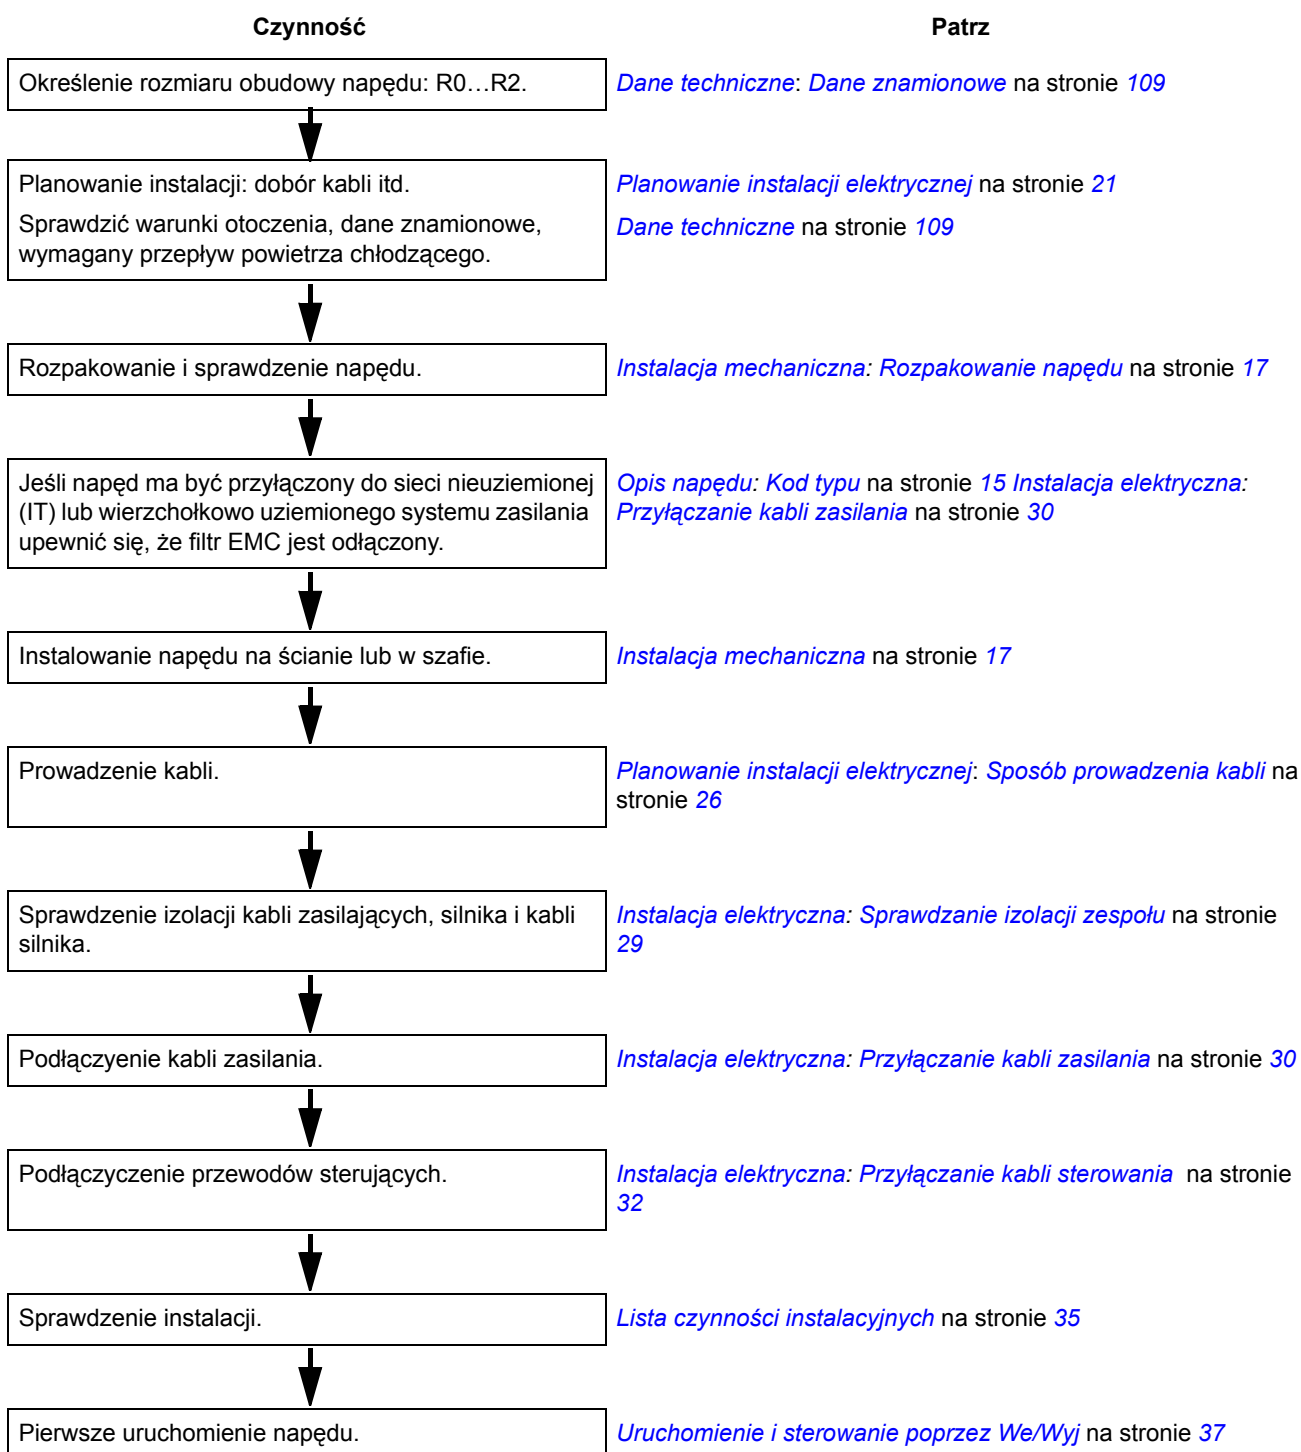 Czynność
Patrz
Określenie rozmiaru obudowy napędu: R0…R2.
Dane techniczne: Dane znamionowe na stronie 109
Planowanie instalacji: dobór kabli itd.
Planowanie instalacji elektrycznej na stronie 21
Sprawdzić warunki otoczenia, dane znamionowe,
wymagany przepływ powietrza chłodzącego.
Dane techniczne na stronie 109
Rozpakowanie i sprawdzenie napędu.
Instalacja mechaniczna: Rozpakowanie napędu na stronie 17
Jeśli napęd ma być przyłączony do sieci nieuziemionej
(IT) lub wierzchołkowo uziemionego systemu zasilania
upewnić się, że filtr EMC jest odłączony.
Opis napędu: Kod typu na stronie 15 Instalacja elektryczna:
Przyłączanie kabli zasilania na stronie 30
Instalowanie napędu na ścianie lub w szafie.
Instalacja mechaniczna na stronie 17
Prowadzenie kabli.
Planowanie instalacji elektrycznej: Sposób prowadzenia kabli na
stronie 26
Sprawdzenie izolacji kabli zasilających, silnika i kabli
silnika.
Instalacja elektryczna: Sprawdzanie izolacji zespołu na stronie
29
Podłączyenie kabli zasilania.
Instalacja elektryczna: Przyłączanie kabli zasilania na stronie 30
Podłączyczenie przewodów sterujących.
Instalacja elektryczna: Przyłączanie kabli sterowania na stronie
32
Sprawdzenie instalacji.
Lista czynności instalacyjnych na stronie 35
Pierwsze uruchomienie napędu.
Uruchomienie i sterowanie poprzez We/Wyj na stronie 37